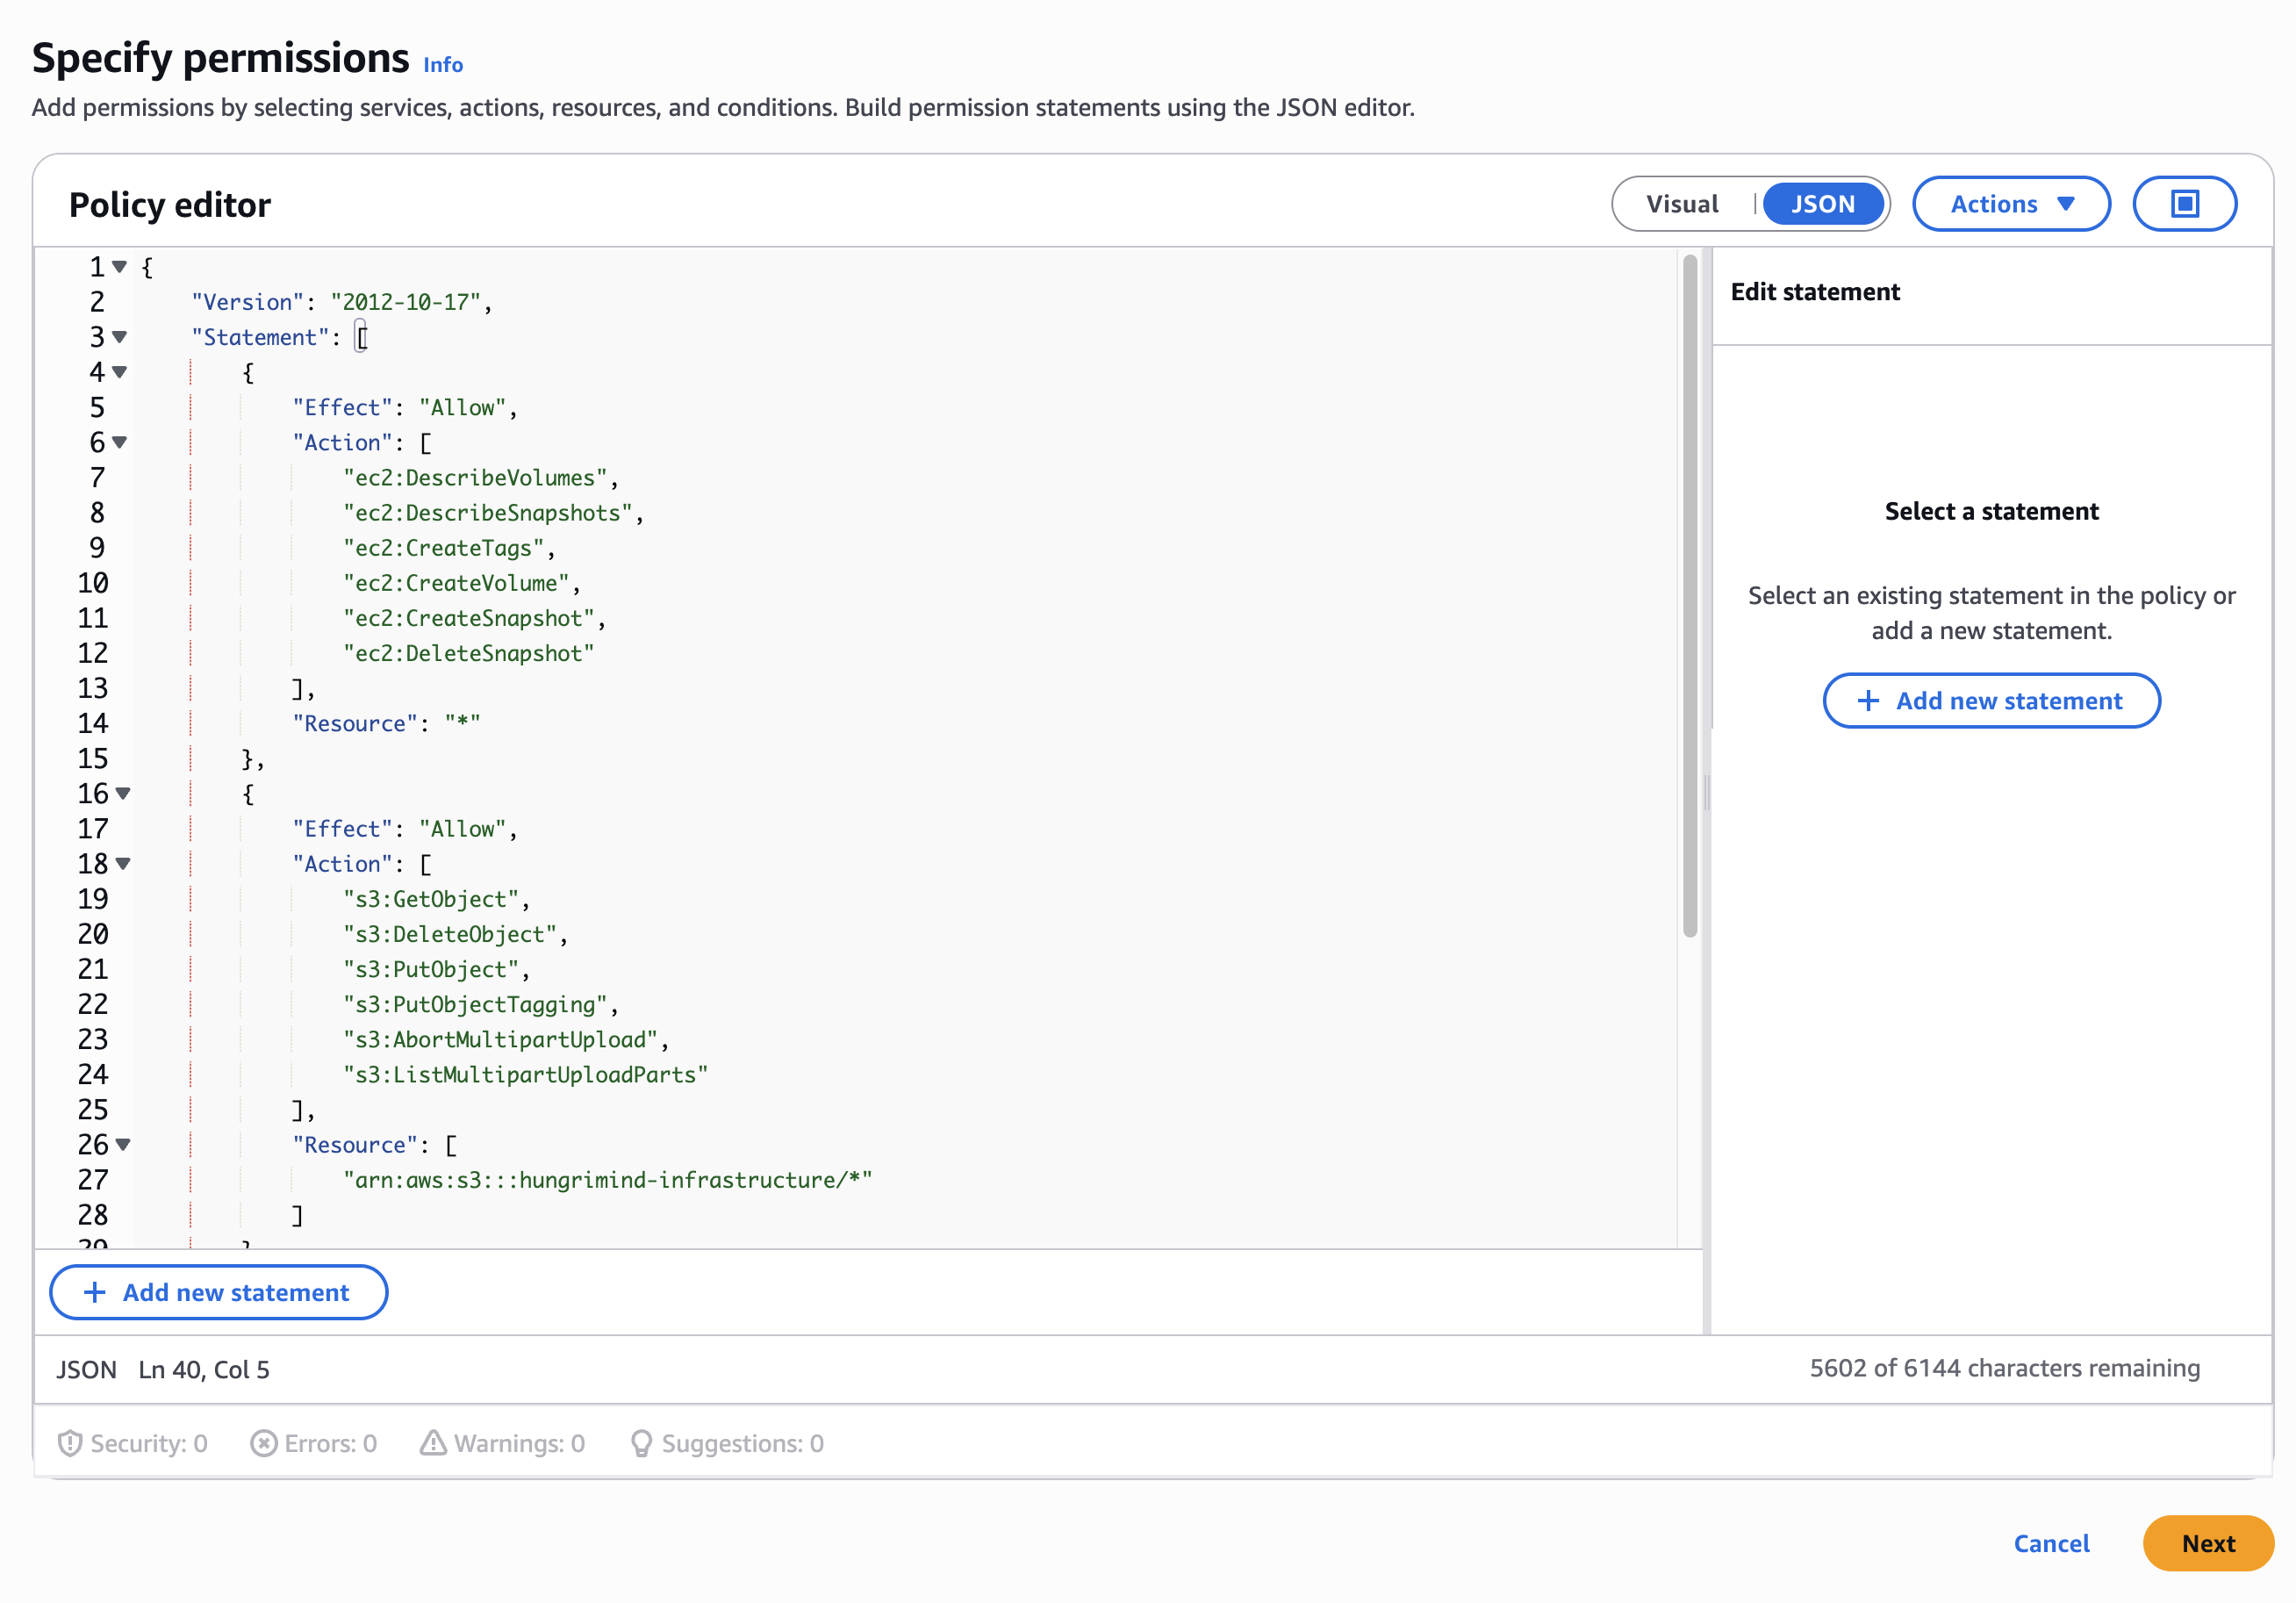 Specify permissions Info
Add permissions by selecting services, actions, resources, and conditions. Build permission statements using the JSON editor.
Policy editor
Visual | JSON
Actions
1 {
2 "Version": "2012-10-17",
3 "Statement": [
4 {
5 "Effect": "Allow",
6 "Action": [
7 "ec2:DescribeVolumes",
8 "ec2:DescribeSnapshots",
9 "ec2:CreateTags",
10 "ec2:CreateVolume",
11 "ec2:CreateSnapshot",
12 "ec2:DeleteSnapshot"
13 ],
14 "Resource": "*"
15 },
16 {
17 "Effect": "Allow",
18 "Action": [
19 "s3:GetObject",
20 "s3:DeleteObject",
21 "s3:PutObject",
22 "s3:PutObjectTagging",
23 "s3:AbortMultipartUpload",
24 "s3:ListMultipartUploadParts"
25 ],
26 "Resource": [
27 "arn:aws:s3:::hungrimind-infrastructure/*"
28 ]
+ Add new statement
Edit statement
Select a statement
Select an existing statement in the policy or
add a new statement.
+ Add new statement
JSON Ln 40, Col 5
5602 of 6144 characters remaining
Security: 0
Errors: 0
Warnings: 0
Suggestions: 0
Cancel
Next